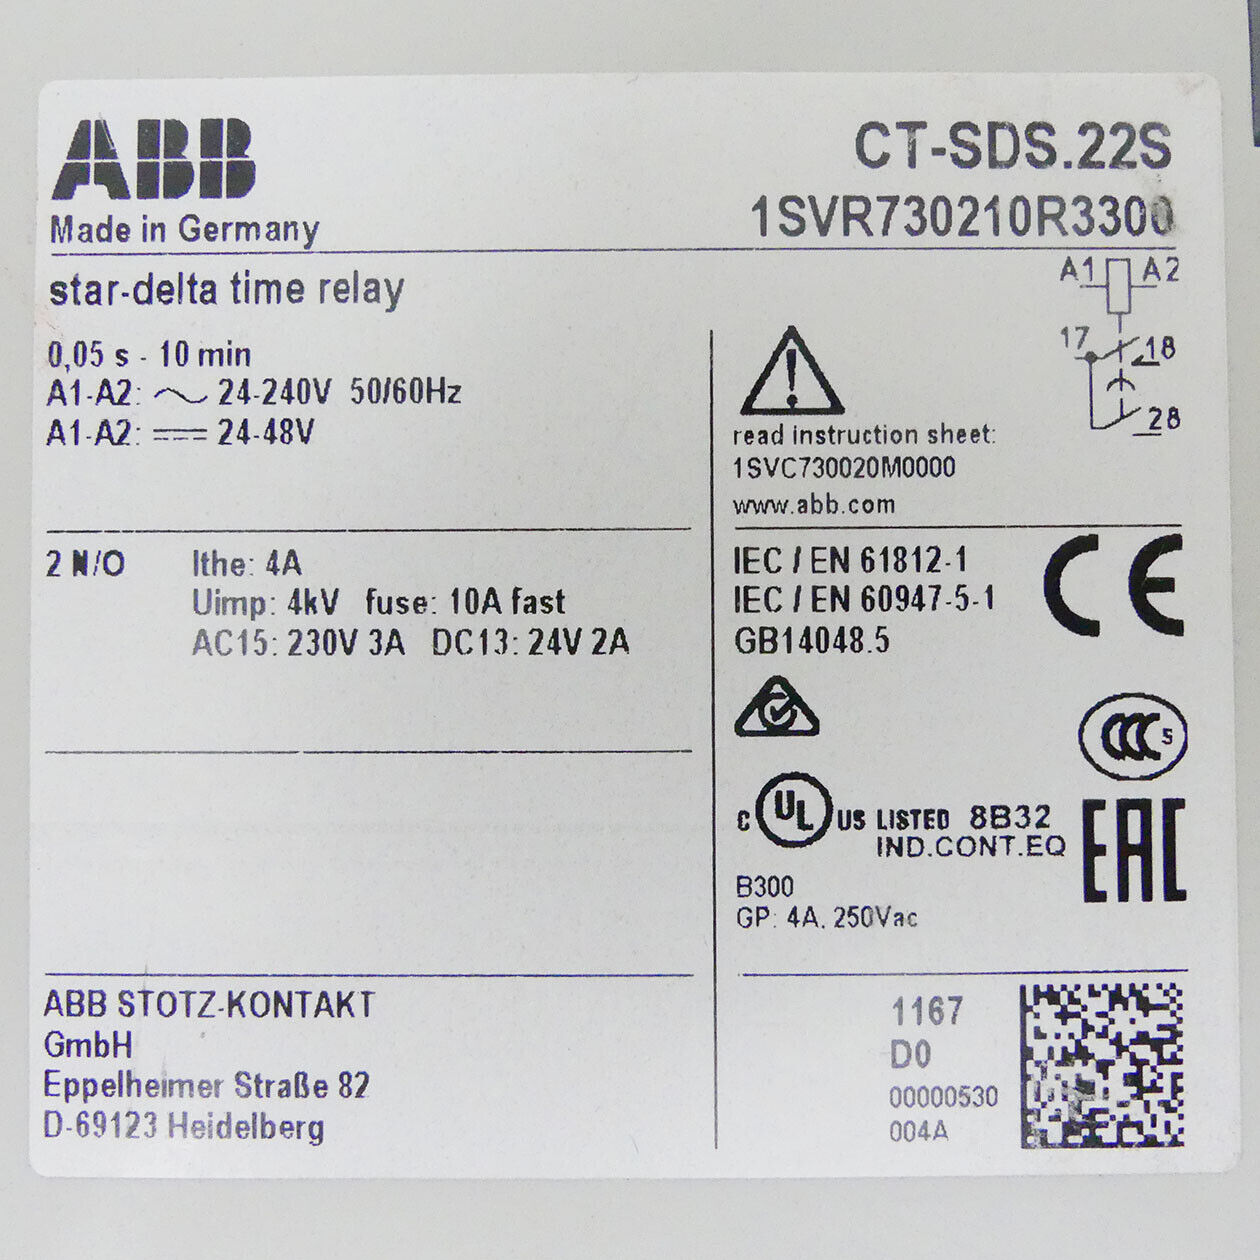 ABB
Made in Germany
CT-SDS.22S
1SVR730210R3300
star-delta time relay
0,05 s - 10 min
A1-A2: 24-240V 50/60Hz
A1-A2: 24-48V
A1 A2
17 18
28
read instruction sheet:
1SVC730020M0000
www.abb.com
2 N/O Ithe: 4A
Uimp: 4kV fuse: 10A fast
AC15: 230V 3A DC13: 24V 2A
IEC / EN 61812-1
IEC / EN 60947-5-1
GB14048.5
CE
CCC S
C UL US LISTED 8B32
IND.CONT.EQ
EAC
B300
GP: 4A, 250Vac
ABB STOTZ-KONTAKT
GmbH
Eppelheimer Straße 82
D-69123 Heidelberg
1167
D0
00000530
004A